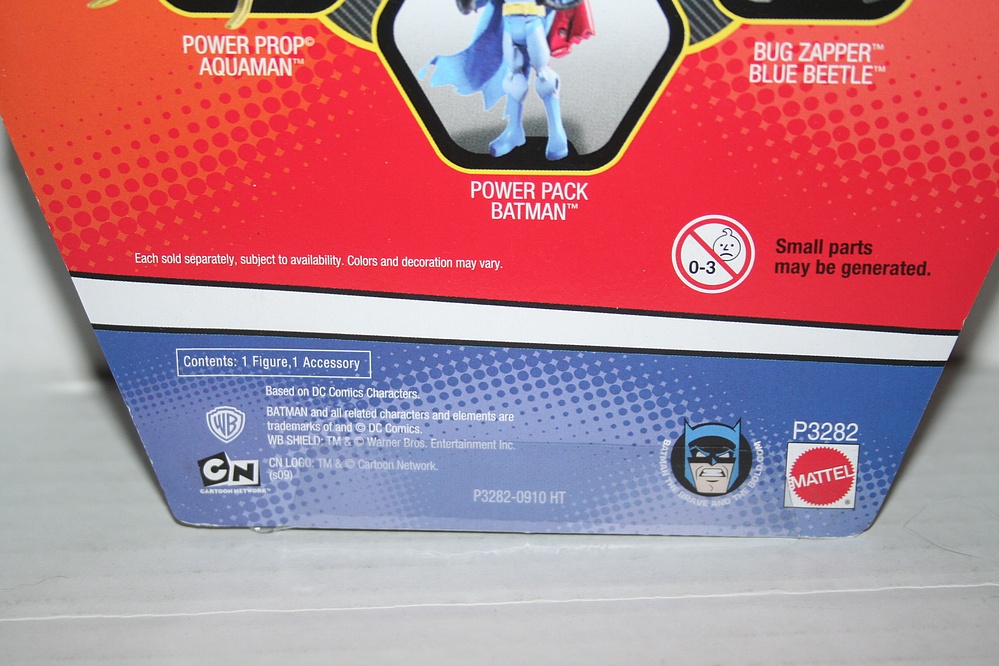 POWER PROP©
AQUAMAN™
BUG ZAPPER™
BLUE BEETLE™
POWER PACK
BATMAN™
Each sold separately, subject to availability. Colors and decoration may vary.
0-3
Small parts
may be generated.
Contents: 1 Figure,1 Accessory
Based on DC Comics Characters.
WB
BATMAN and all related characters and elements are
trademarks of and © DC Comics.
WB SHIELD: TM & © Warner Bros. Entertainment Inc.
CN
CARTOON NETWORK™
CN LOGO: TM & © Cartoon Network.
(s09)
P3282-0910 HT
BATMAN THE BRAVE AND THE BOLD.COM
P3282
MATTEL®